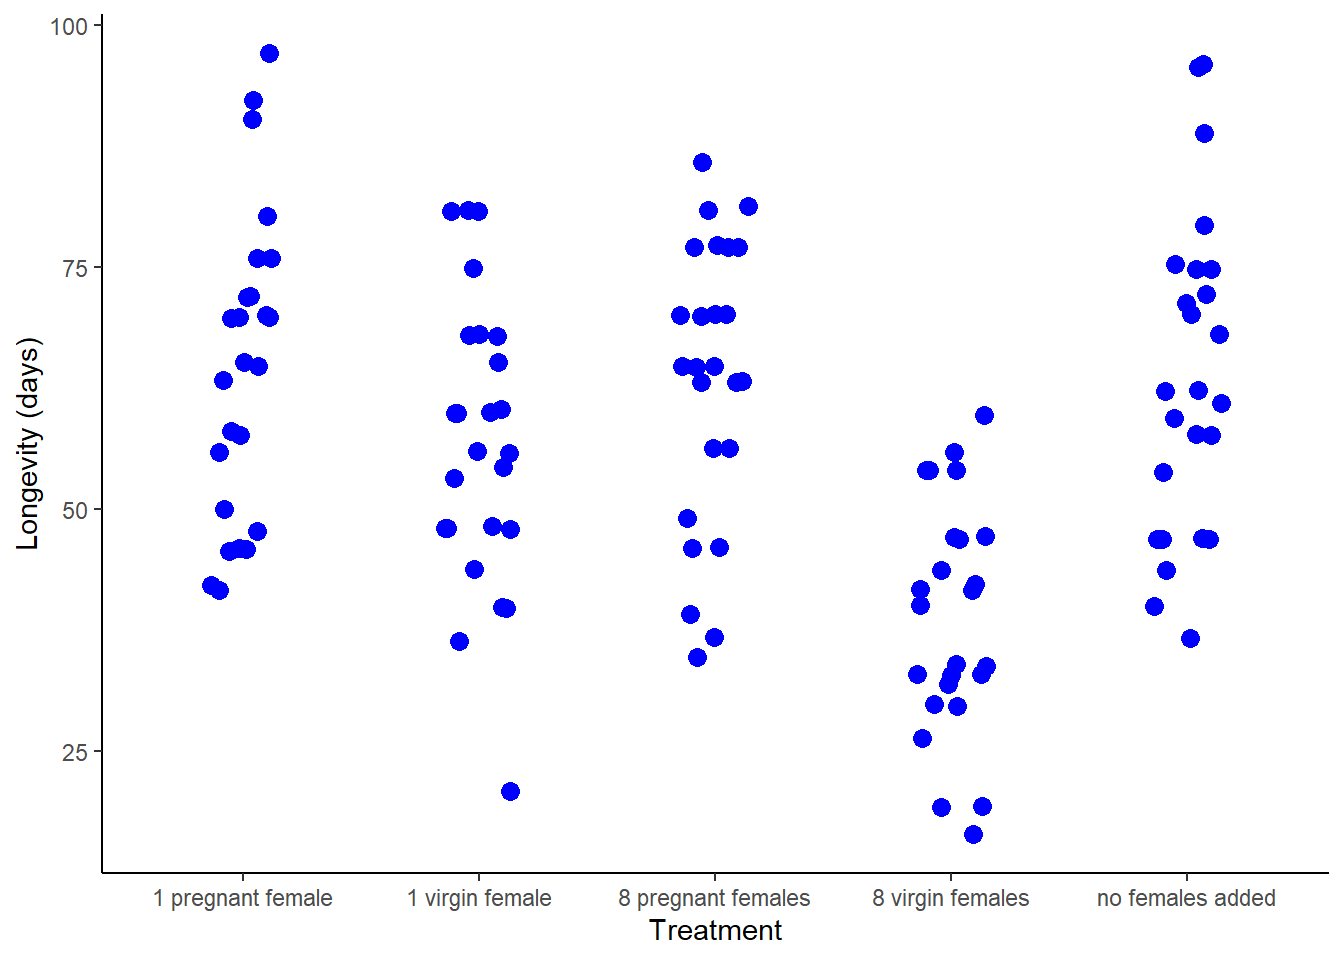 100
75
50
25
Longevity (days)
1 pregnant female
1 virgin female
8 pregnant females
8 virgin females
no females added
Treatment